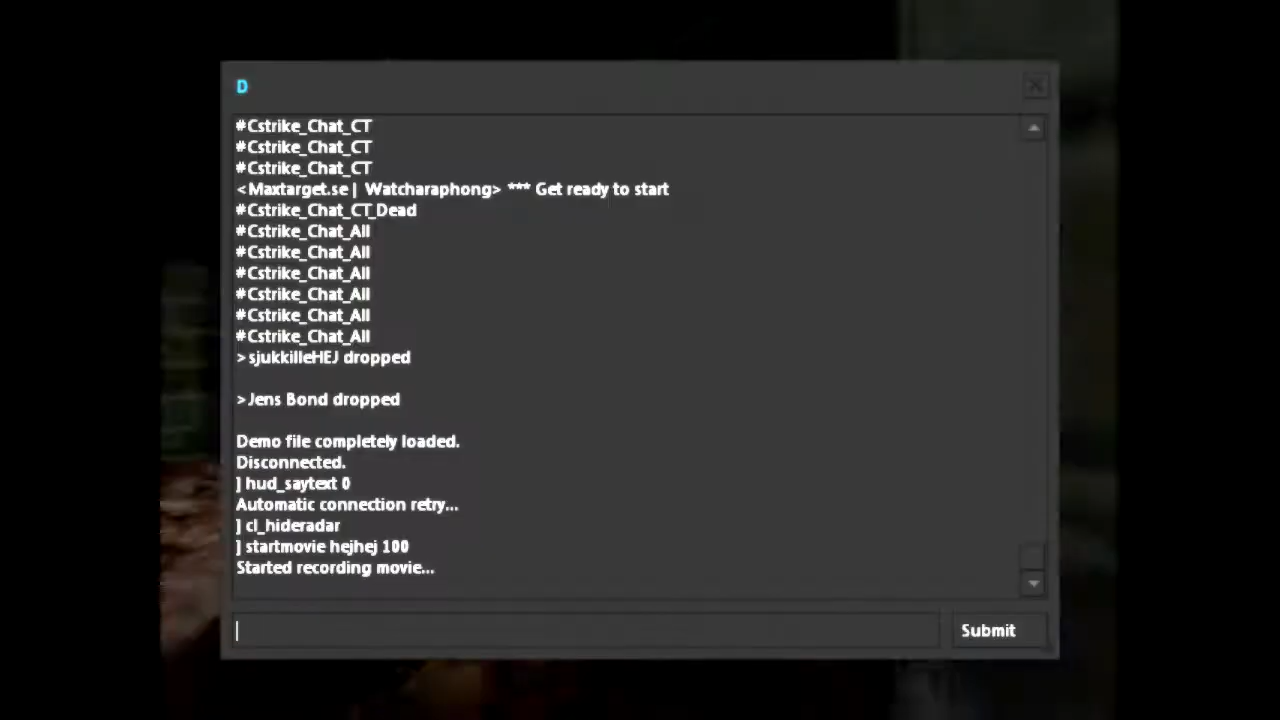 D
#Cstrike_Chat_CT
#Cstrike_Chat_CT
#Cstrike_Chat_CT
<Maxtarget.se | Watcharaphong> *** Get ready to start
#Cstrike_Chat_CT_Dead
#Cstrike_Chat_All
#Cstrike_Chat_All
#Cstrike_Chat_All
#Cstrike_Chat_All
#Cstrike_Chat_All
#Cstrike_Chat_All
>sjukkilleHEJ dropped
>Jens Bond dropped
Demo file completely loaded.
Disconnected.
] hud_saytext 0
Automatic connection retry...
] cl_hideradar
] startmovie hejhej 100
Started recording movie...
Submit